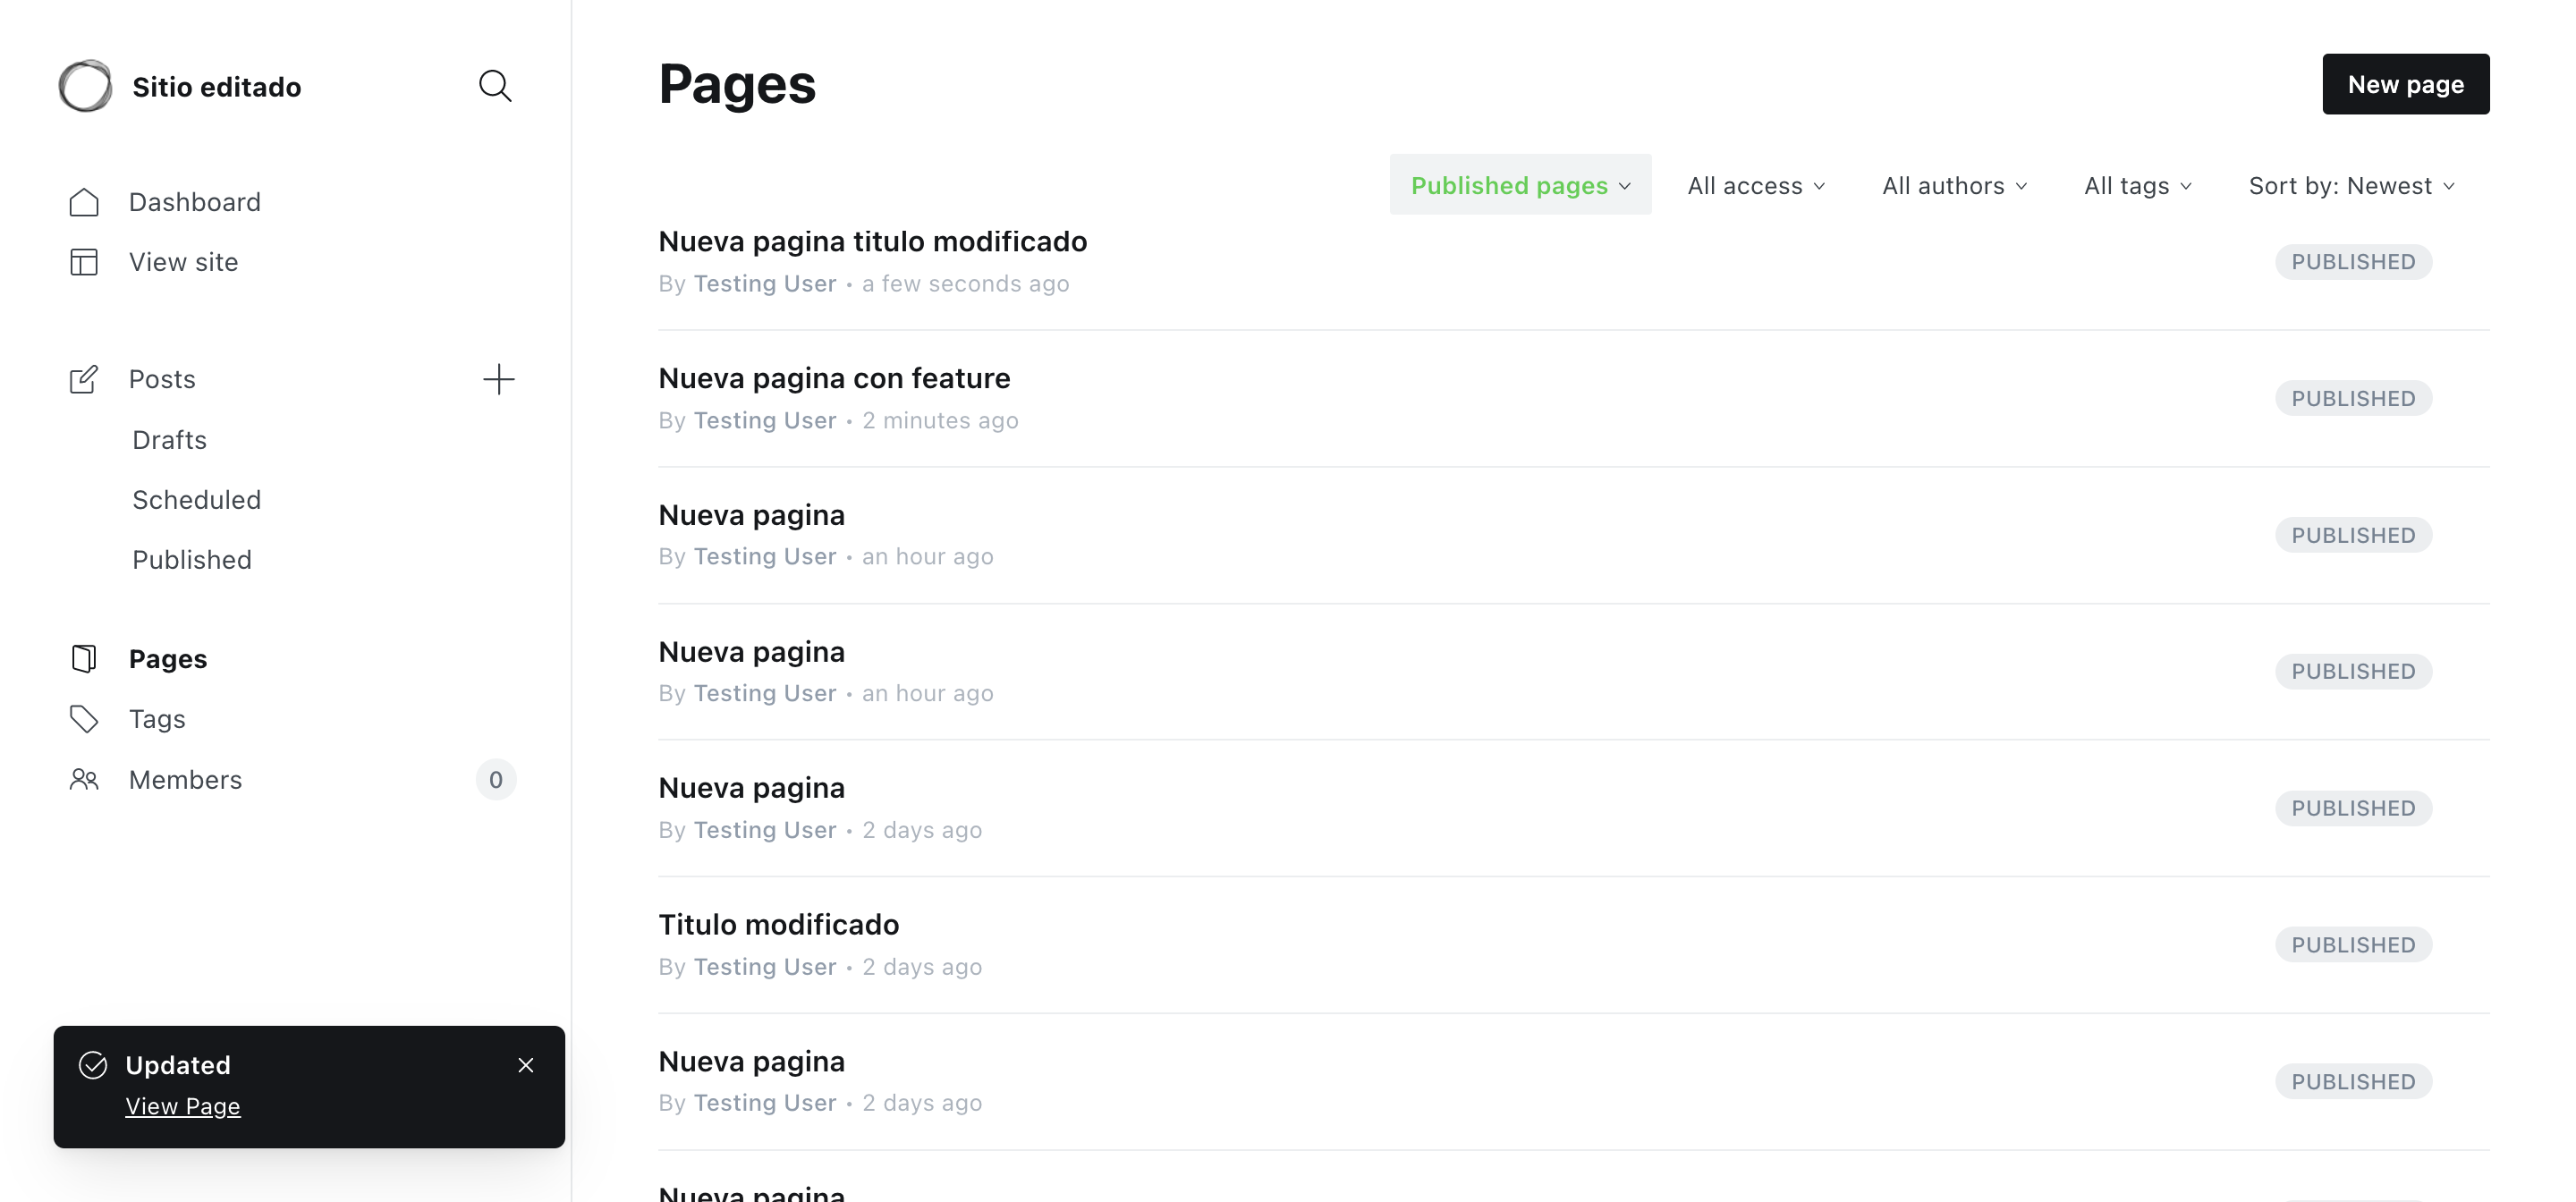 Sitio editado
Dashboard
View site
Posts
Drafts
Scheduled
Published
Pages
Tags
Members 0
Updated
View Page
Pages
New page
Published pages All access All authors All tags Sort by: Newest
Nueva pagina titulo modificado
By Testing User • a few seconds ago
PUBLISHED
Nueva pagina con feature
By Testing User • 2 minutes ago
PUBLISHED
Nueva pagina
By Testing User • an hour ago
PUBLISHED
Nueva pagina
By Testing User • an hour ago
PUBLISHED
Nueva pagina
By Testing User • 2 days ago
PUBLISHED
Titulo modificado
By Testing User • 2 days ago
PUBLISHED
Nueva pagina
By Testing User • 2 days ago
PUBLISHED
Nueva pagina